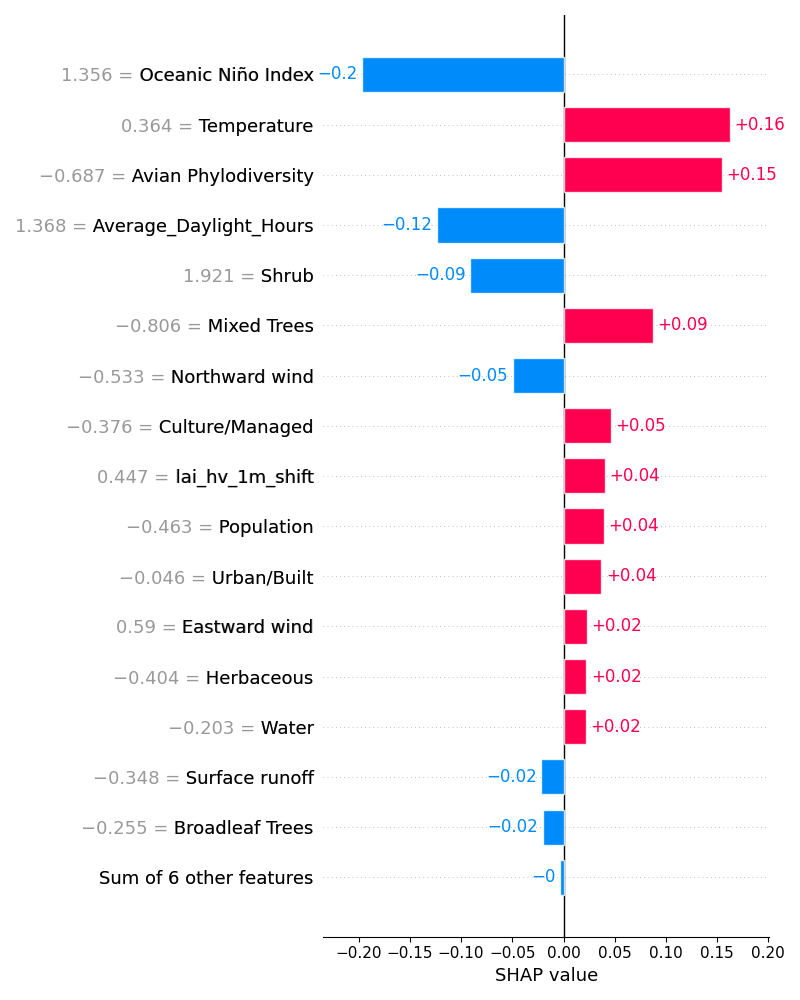 1.356 = Oceanic Niño Index −0.2
0.364 = Temperature +0.16
−0.687 = Avian Phylodiversity +0.15
1.368 = Average_Daylight_Hours −0.12
1.921 = Shrub −0.09
−0.806 = Mixed Trees +0.09
−0.533 = Northward wind −0.05
−0.376 = Culture/Managed +0.05
0.447 = lai_hv_1m_shift +0.04
−0.463 = Population +0.04
−0.046 = Urban/Built +0.04
0.59 = Eastward wind +0.02
−0.404 = Herbaceous +0.02
−0.203 = Water +0.02
−0.348 = Surface runoff −0.02
−0.255 = Broadleaf Trees −0.02
Sum of 6 other features −0
−0.20 −0.15 −0.10 −0.05 0.00 0.05 0.10 0.15 0.20
SHAP value